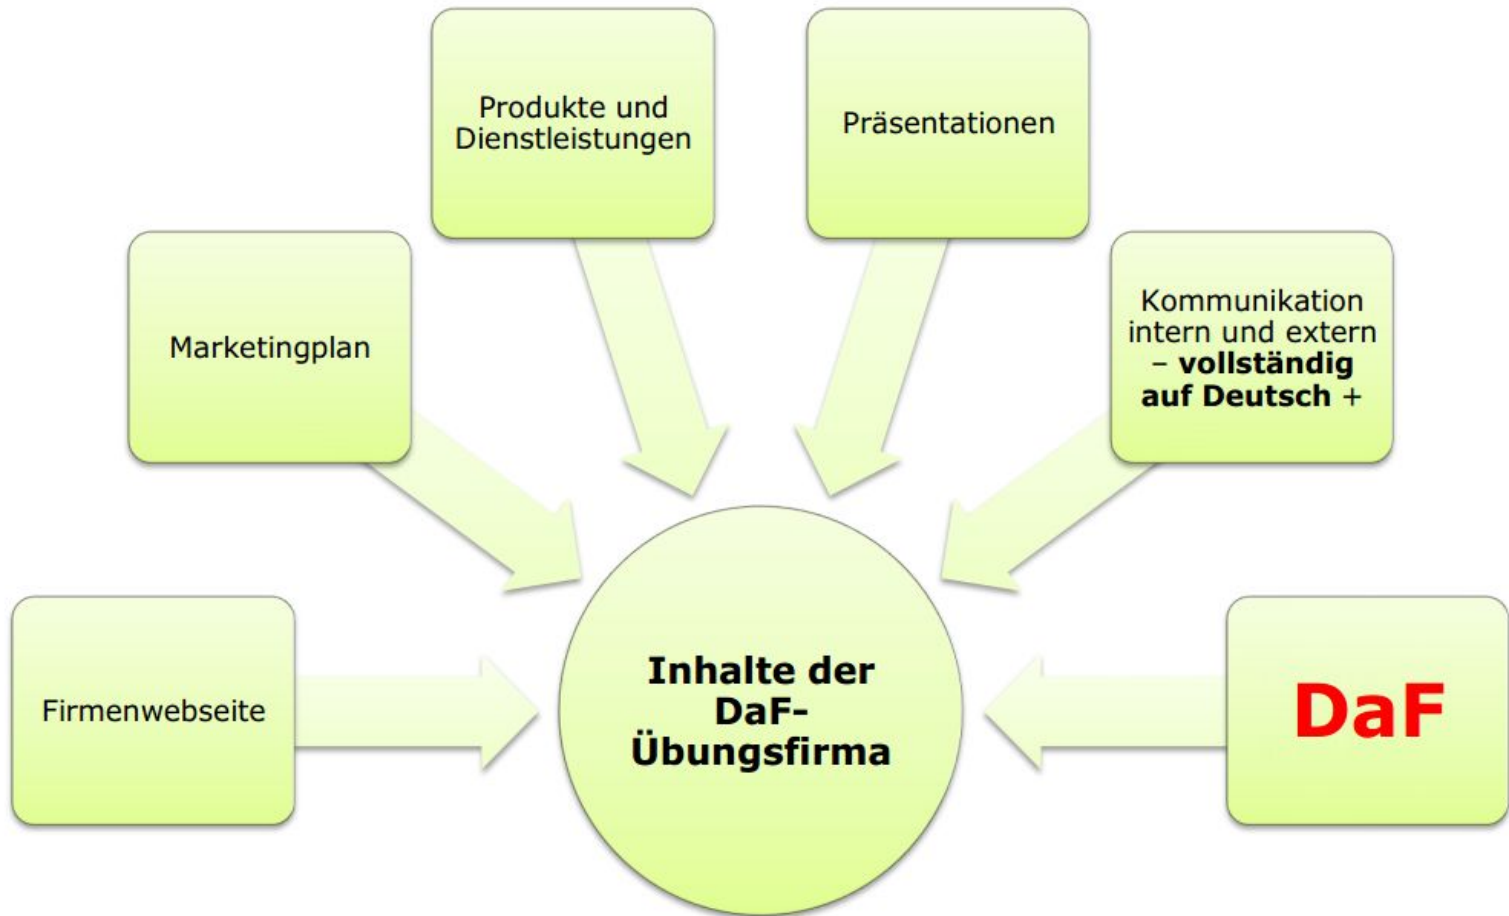 Produkte und
Dienstleistungen
Präsentationen
Marketingplan
Kommunikation
intern und extern
– vollständig
auf Deutsch +
Firmenwebseite
Inhalte der
DaF–
Übungsfirma
DaF